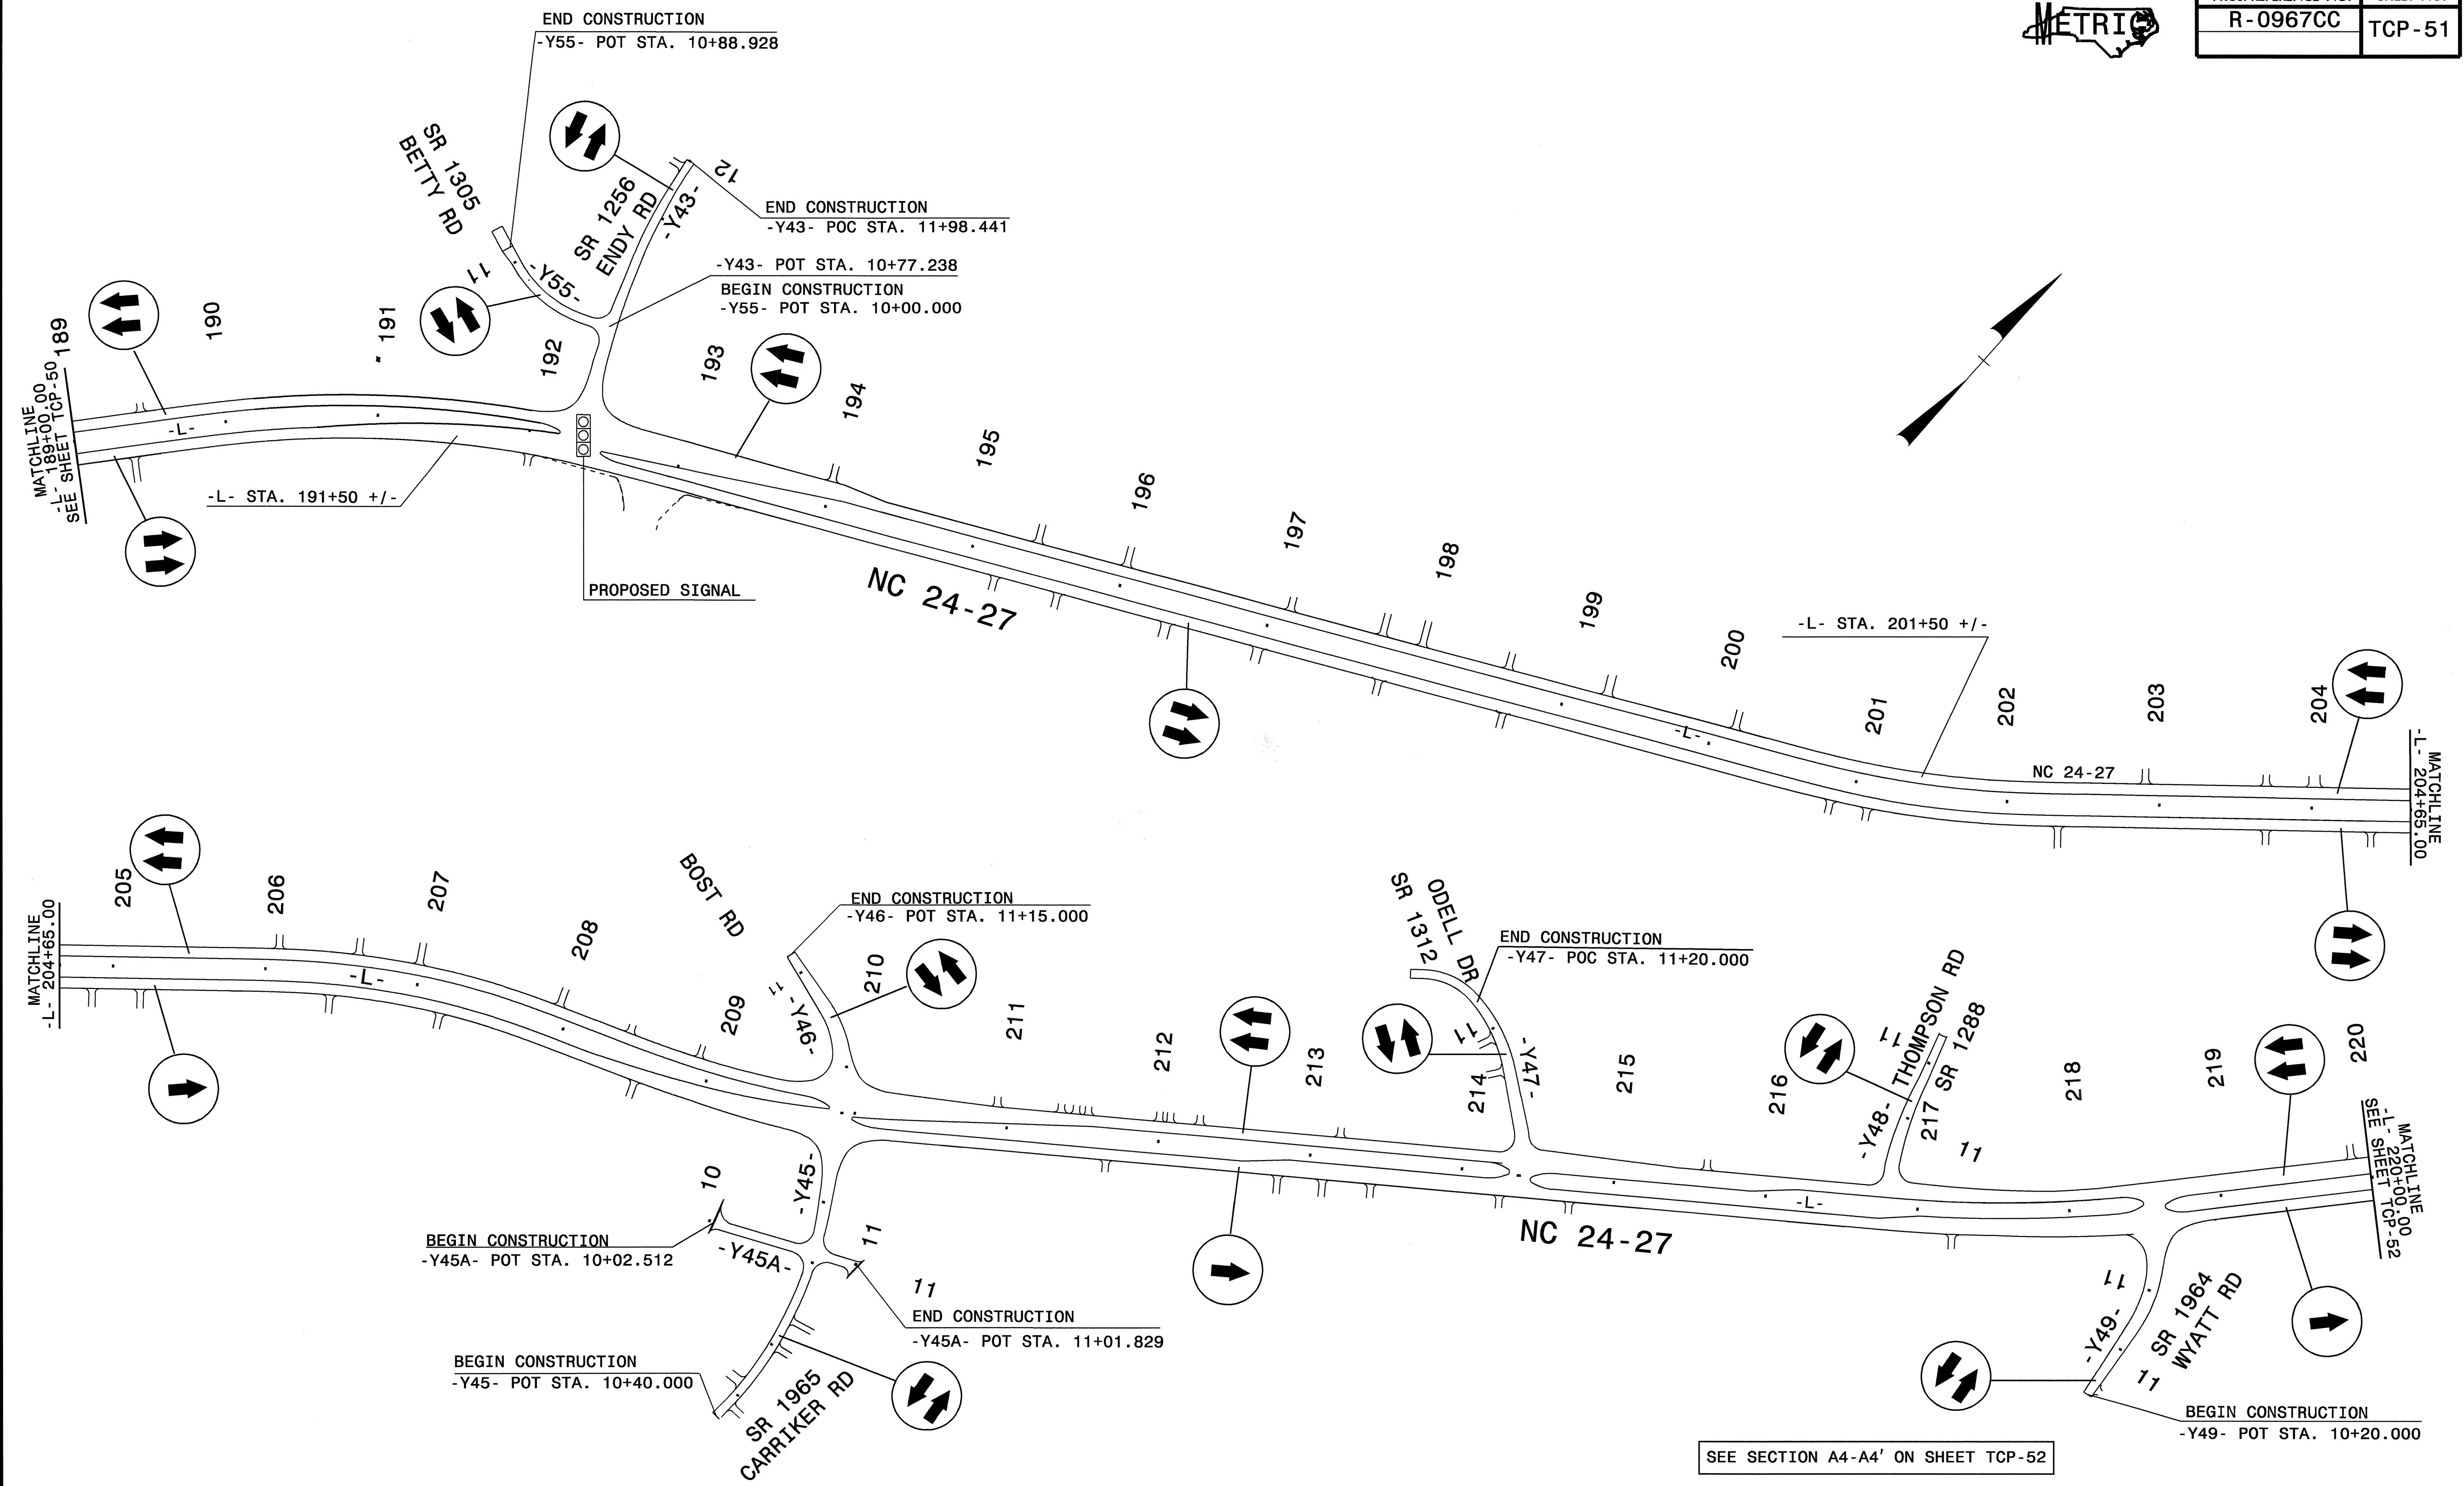 METRIC
R-0967CC
TCP-51
END CONSTRUCTION
-Y55- POT STA. 10+88.928
SR 1305
BETTY RD
SR 1256
ENDY RD
-Y43-
12
END CONSTRUCTION
-Y43- POC STA. 11+98.441
-Y43- POT STA. 10+77.238
BEGIN CONSTRUCTION
-Y55- POT STA. 10+00.000
11
-Y55-
MATCHLINE
-L- 189+00.00
SEE SHEET TCP-50
189
190
191
192
193
194
195
196
197
198
199
200
201
202
203
204
-L-
-L- STA. 191+50 +/-
PROPOSED SIGNAL
NC 24-27
-L-
-L- STA. 201+50 +/-
NC 24-27
MATCHLINE
-L- 204+65.00
MATCHLINE
-L- 204+65.00
205
206
207
208
209
210
211
212
213
214
215
216
217
218
219
220
-L-
BOST RD
END CONSTRUCTION
-Y46- POT STA. 11+15.000
11
-Y46-
ODELL DR
SR 1312
END CONSTRUCTION
-Y47- POC STA. 11+20.000
11
-Y47-
THOMPSON RD
SR 1288
11
-Y48-
11
-L-
NC 24-27
MATCHLINE
-L- 220+00.00
SEE SHEET TCP-52
10
-Y45-
11
BEGIN CONSTRUCTION
-Y45A- POT STA. 10+02.512
-Y45A-
11
END CONSTRUCTION
-Y45A- POT STA. 11+01.829
BEGIN CONSTRUCTION
-Y45- POT STA. 10+40.000
SR 1965
CARRIKER RD
11
-Y49-
SR 1964
WYATT RD
11
BEGIN CONSTRUCTION
-Y49- POT STA. 10+20.000
SEE SECTION A4-A4' ON SHEET TCP-52